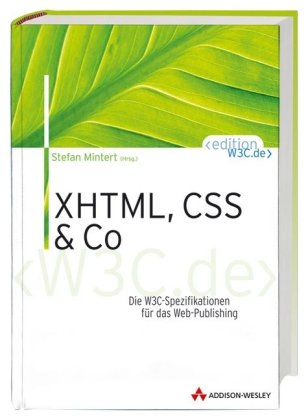 <edition
W3C.de>
Stefan Mintert (Hrsg.)
XHTML, CSS
& Co
<W3C.de>
Die W3C-Spezifikationen
für das Web-Publishing
ADDISON-WESLEY